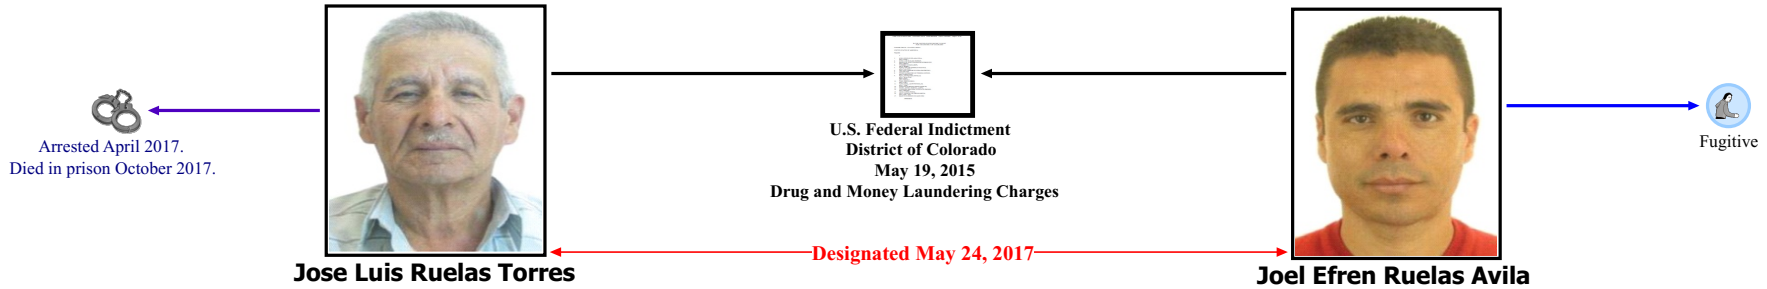 Arrested April 2017.
Died in prison October 2017.
U.S. Federal Indictment
District of Colorado
May 19, 2015
Drug and Money Laundering Charges
Fugitive
Designated May 24, 2017
Jose Luis Ruelas Torres
Joel Efren Ruelas Avila